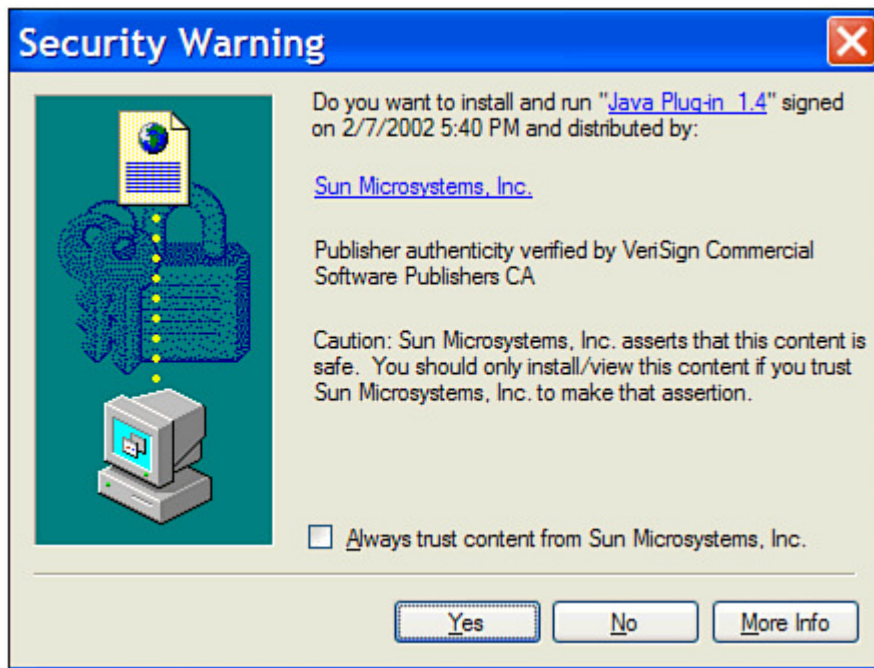 Security Warning
Do you want to install and run "Java Plug-in 1.4" signed
on 2/7/2002 5:40 PM and distributed by:
Sun Microsystems, Inc.
Publisher authenticity verified by VeriSign Commercial
Software Publishers CA
Caution: Sun Microsystems, Inc. asserts that this content is
safe. You should only install/view this content if you trust
Sun Microsystems, Inc. to make that assertion.
Always trust content from Sun Microsystems, Inc.
Yes No More Info